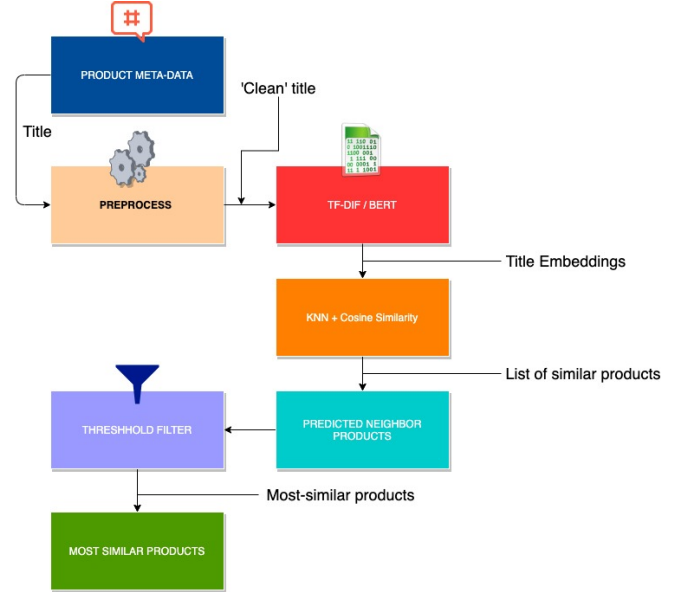 PRODUCT META-DATA
'Clean' title
Title
PREPROCESS
TF-DIF / BERT
Title Embeddings
KNN + Cosine Similarity
List of similar products
THRESHHOLD FILTER
PREDICTED NEIGHBOR
PRODUCTS
Most-similar products
MOST SIMILAR PRODUCTS